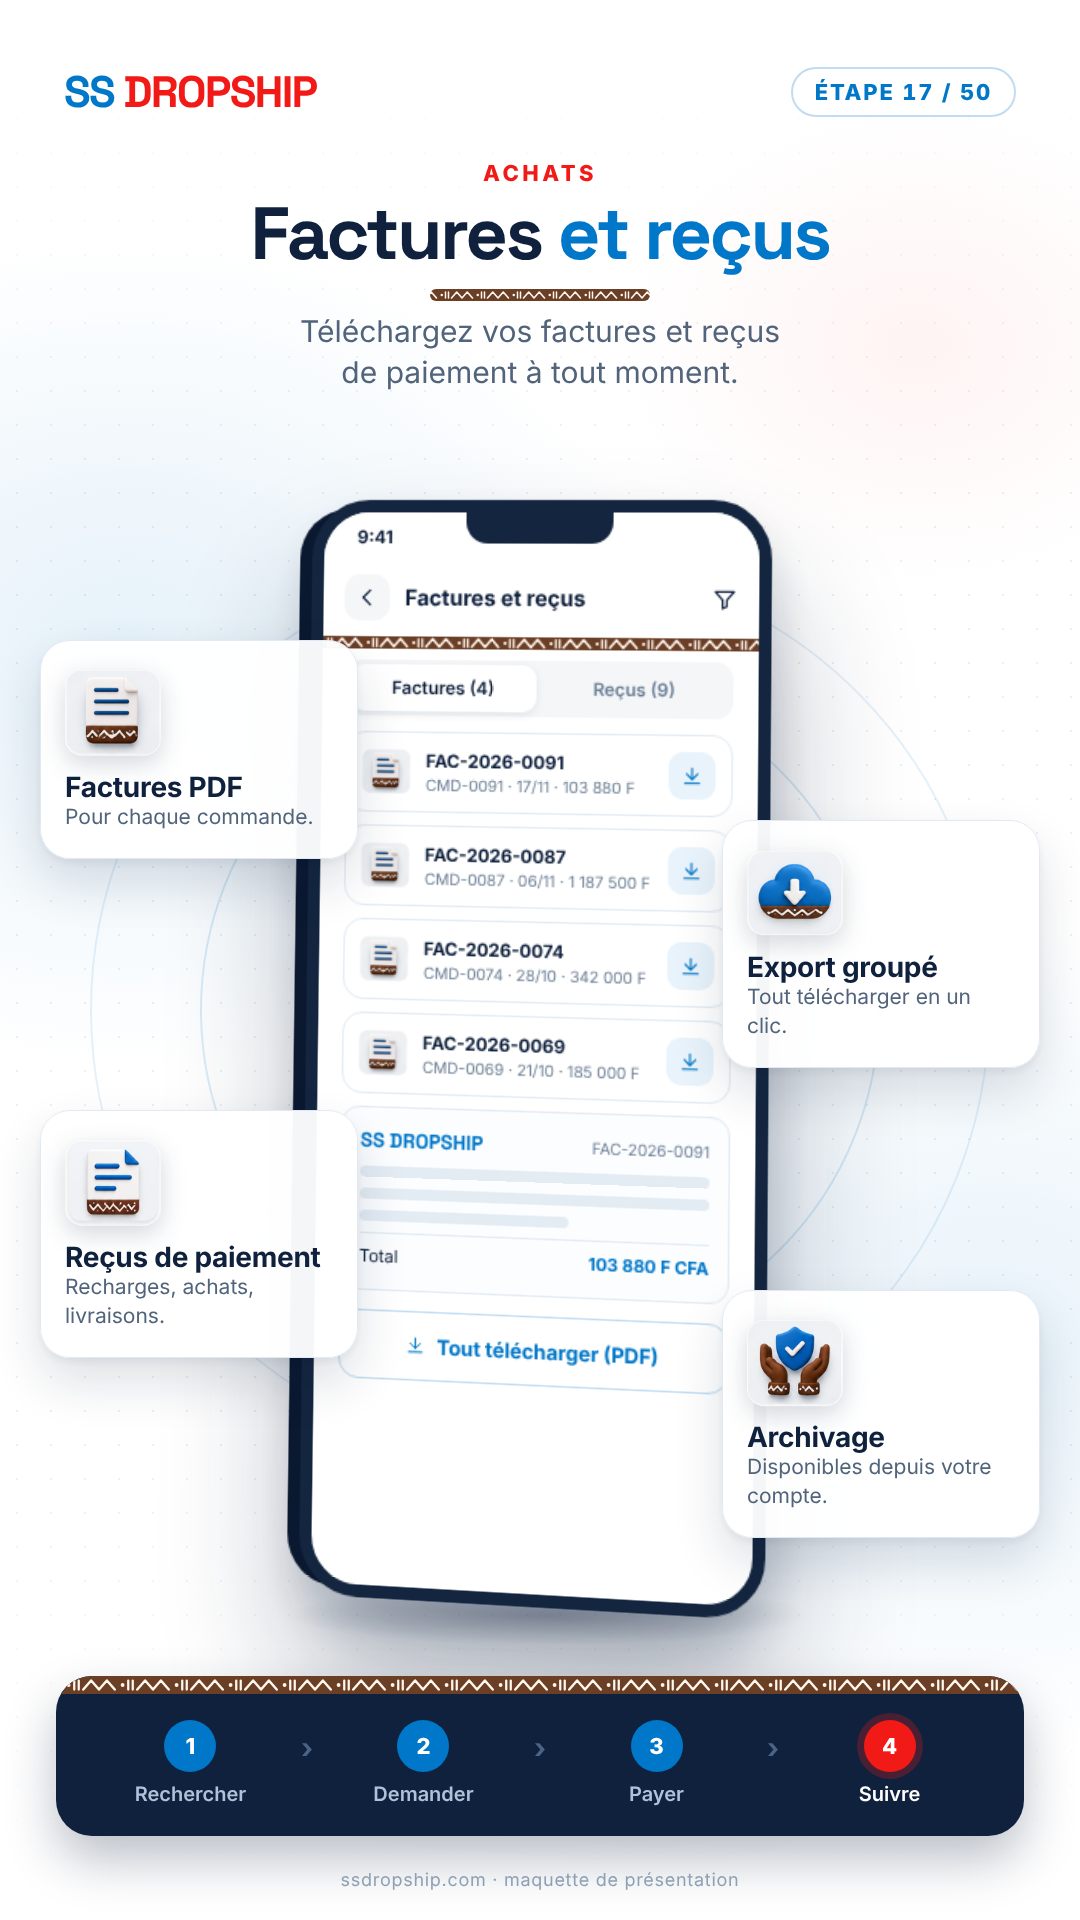 SS DROPSHIP
ÉTAPE 17 / 50
ACHATS
Factures et reçus
Téléchargez vos factures et reçus
de paiement à tout moment.
9:41
Factures et reçus
Factures (4)
Reçus (9)
FAC-2026-0091
CMD-0091 · 17/11 · 103 880 F
FAC-2026-0087
CMD-0087 · 06/11 · 1 187 500 F
FAC-2026-0074
CMD-0074 · 28/10 · 342 000 F
FAC-2026-0069
CMD-0069 · 21/10 · 185 000 F
SS DROPSHIP
FAC-2026-0091
Total
103 880 F CFA
Tout télécharger (PDF)
Factures PDF
Pour chaque commande.
Export groupé
Tout télécharger en un
clic.
Reçus de paiement
Recharges, achats,
livraisons.
Archivage
Disponibles depuis votre
compte.
1
Rechercher
›
2
Demander
›
3
Payer
›
4
Suivre
ssdropship.com · maquette de présentation